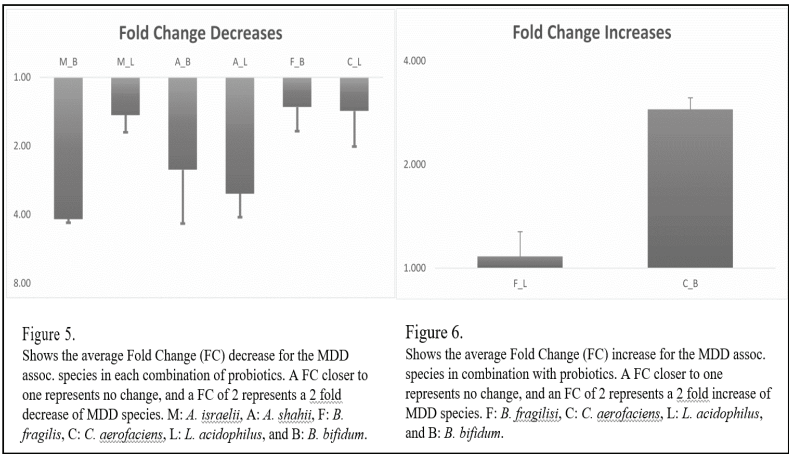 Fold Change Decreases
M_B M_L A_B A_L F_B C_L
1.00
2.00
4.00
8.00
Figure 5.
Shows the average Fold Change (FC) decrease for the MDD
assoc. species in each combination of probiotics. A FC closer to
one represents no change, and a FC of 2 represents a 2 fold
decrease of MDD species. M: A. israelii, A: A. shahii, F: B.
fragilis, C: C. aerofaciens, L: L. acidophilus, and B: B. bifidum.
Fold Change Increases
4.000
2.000
1.000
F_L C_B
Figure 6.
Shows the average Fold Change (FC) increase for the MDD assoc.
species in combination with probiotics. A FC closer to one
represents no change, and an FC of 2 represents a 2 fold increase of
MDD species. F: B. fragilisi, C: C. aerofaciens, L: L. acidophilus,
and B: B. bifidum.